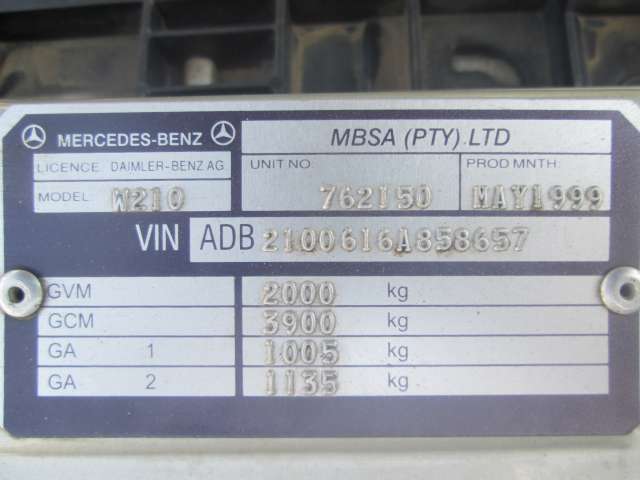 MERCEDES-BENZ MBSA (PTY) LTD
LICENCE DAIMLER-BENZ AG UNIT NO PROD MNTH:
MODEL: W210 762150 MAY1999
VIN ADB 2100616A858657
GVM 2000 kg
GCM 3900 kg
GA 1 1005 kg
GA 2 1135 kg